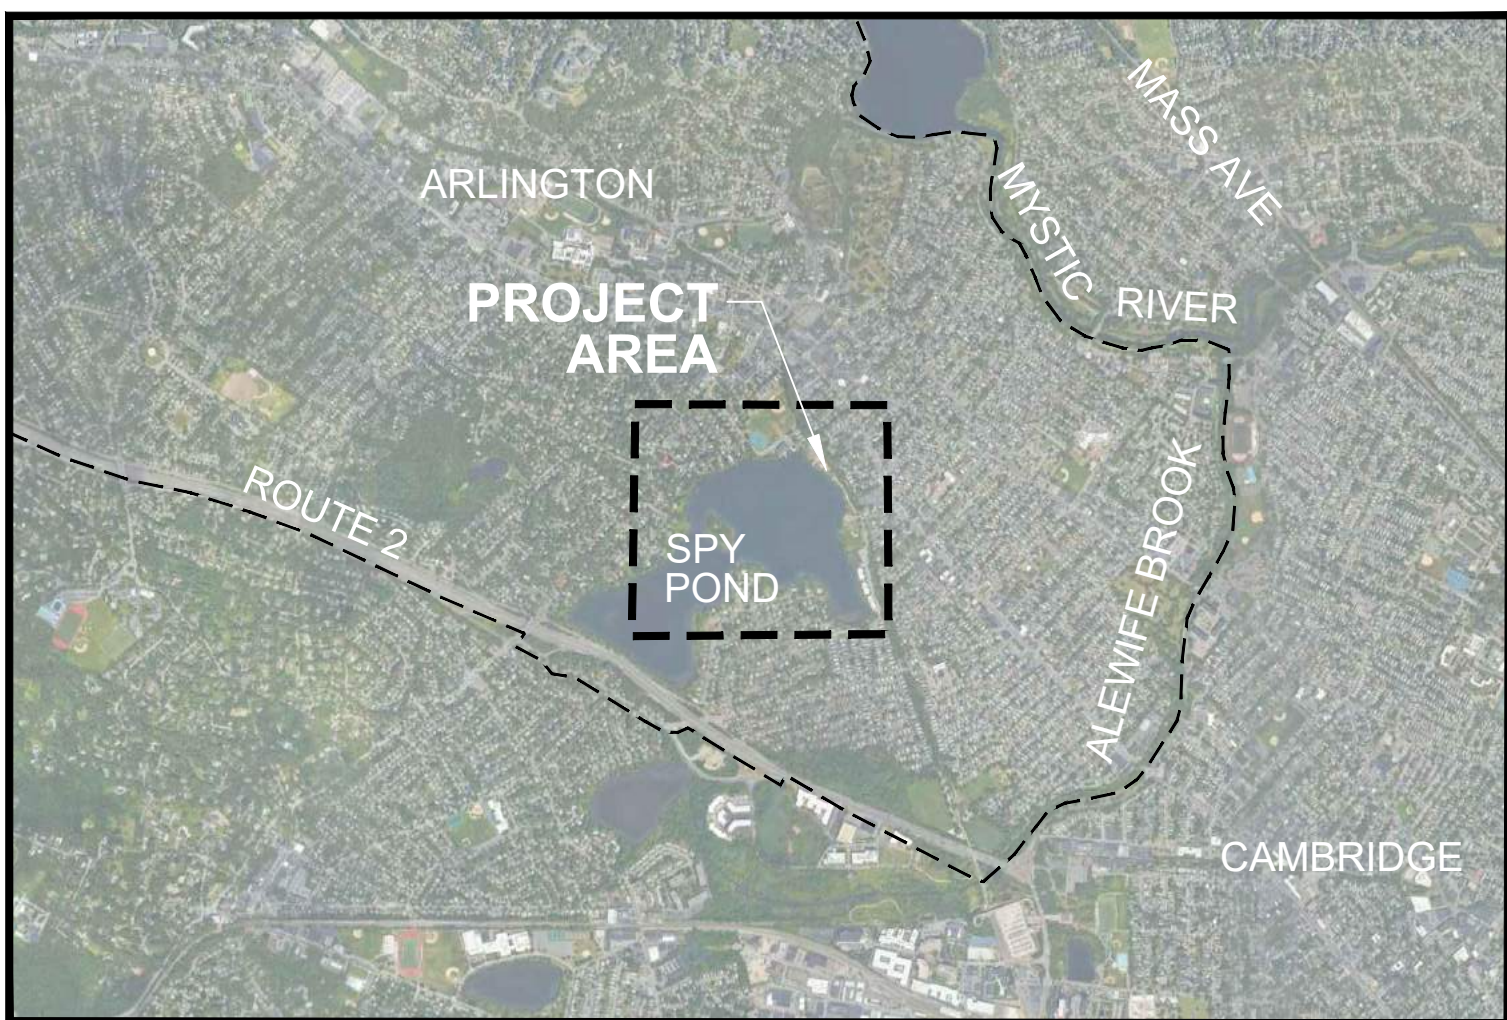 MASS AVE
ARLINGTON
MYSTIC
RIVER
PROJECT
AREA
ROUTE 2
SPY
POND
ALEWIFE BROOK
CAMBRIDGE